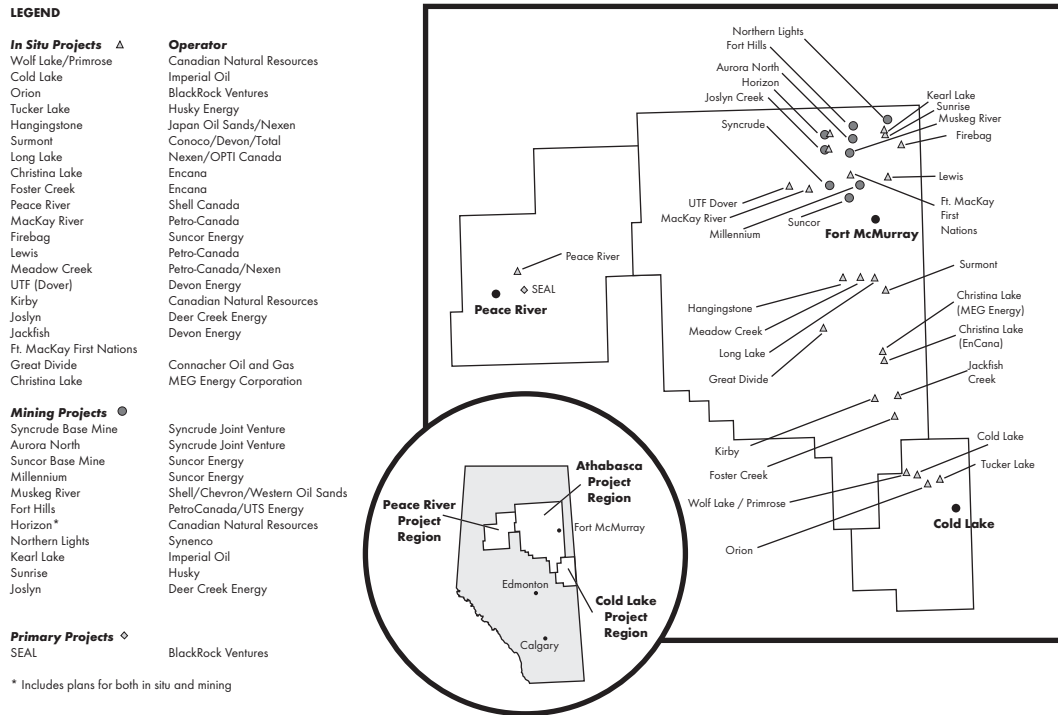 LEGEND
In Situ Projects Operator
Wolf Lake/Primrose Canadian Natural Resources
Cold Lake Imperial Oil
Orion BlackRock Ventures
Tucker Lake Husky Energy
Hangingstone Japan Oil Sands/Nexen
Surmont Conoco/Devon/Total
Long Lake Nexen/OPTI Canada
Christina Lake Encana
Foster Creek Encana
Peace River Shell Canada
MacKay River Petro-Canada
Firebag Suncor Energy
Lewis Petro-Canada
Meadow Creek Petro-Canada/Nexen
UTF (Dover) Devon Energy
Kirby Canadian Natural Resources
Joslyn Deer Creek Energy
Jackfish Devon Energy
Ft. MacKay First Nations
Great Divide Connacher Oil and Gas
Christina Lake MEG Energy Corporation
Mining Projects
Syncrude Base Mine Syncrude Joint Venture
Aurora North Syncrude Joint Venture
Suncor Base Mine Suncor Energy
Millennium Suncor Energy
Muskeg River Shell/Chevron/Western Oil Sands
Fort Hills PetroCanada/UTS Energy
Horizon* Canadian Natural Resources
Northern Lights Synenco
Kearl Lake Imperial Oil
Sunrise Husky
Joslyn Deer Creek Energy
Primary Projects
SEAL BlackRock Ventures
* Includes plans for both in situ and mining
Northern Lights
Fort Hills
Aurora North
Horizon
Joslyn Creek
Syncrude
Kearl Lake
Sunrise
Muskeg River
Firebag
Lewis
Ft. MacKay
First
Nations
UTF Dover
MacKay River
Millennium
Suncor
Fort McMurray
Peace River
SEAL
Peace River
Surmont
Hangingstone
Meadow Creek
Long Lake
Great Divide
Christina Lake
(MEG Energy)
Christina Lake
(EnCana)
Jackfish
Creek
Kirby
Foster Creek
Cold Lake
Tucker Lake
Wolf Lake / Primrose
Orion
Cold Lake
Athabasca
Project
Region
Peace River
Project
Region
Fort McMurray
Edmonton
Cold Lake
Project
Region
Calgary